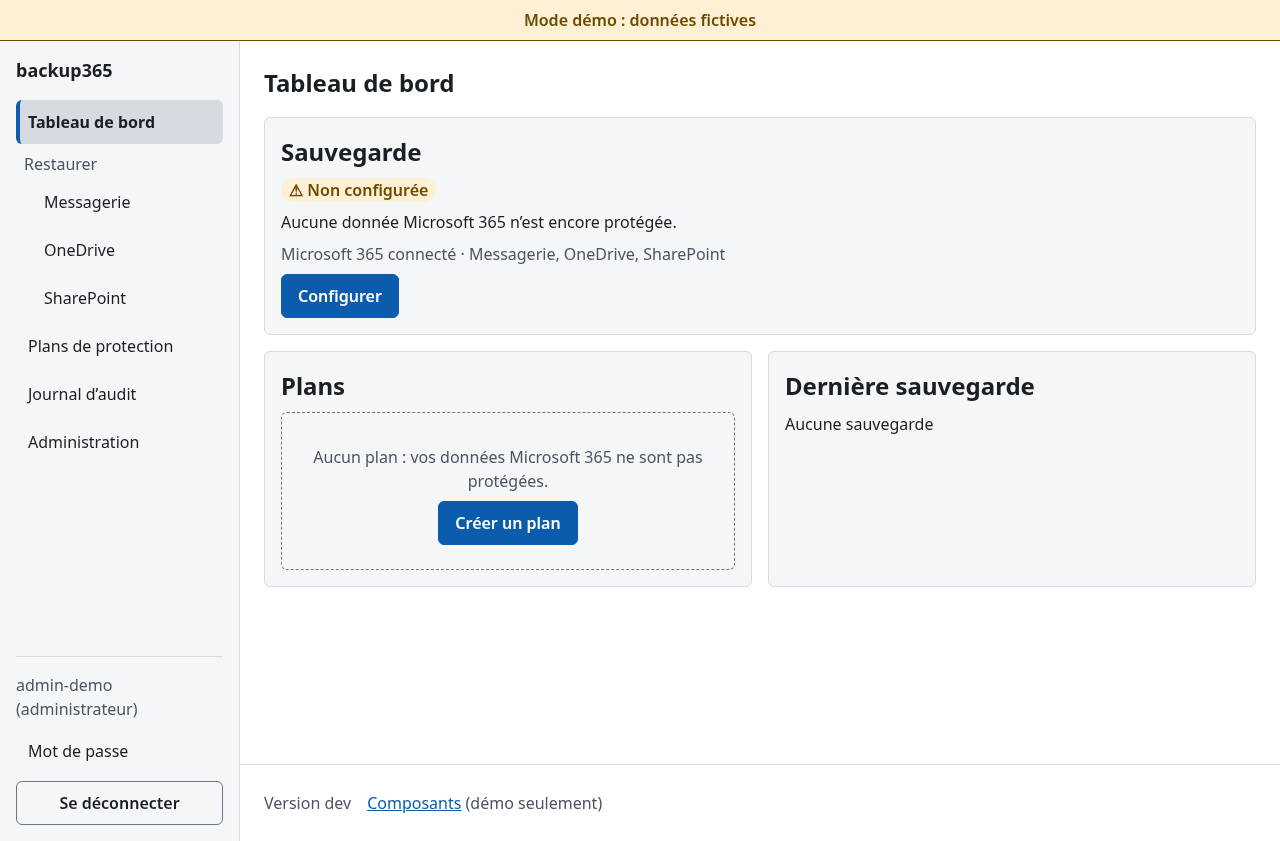 Mode démo : données fictives
backup365
Tableau de bord
Restaurer
Messagerie
OneDrive
SharePoint
Plans de protection
Journal d’audit
Administration
admin-demo
(administrateur)
Mot de passe
Se déconnecter
Tableau de bord
Sauvegarde
⚠ Non configurée
Aucune donnée Microsoft 365 n’est encore protégée.
Microsoft 365 connecté · Messagerie, OneDrive, SharePoint
Configurer
Plans
Aucun plan : vos données Microsoft 365 ne sont pas
protégées.
Créer un plan
Dernière sauvegarde
Aucune sauvegarde
Version dev Composants (démo seulement)